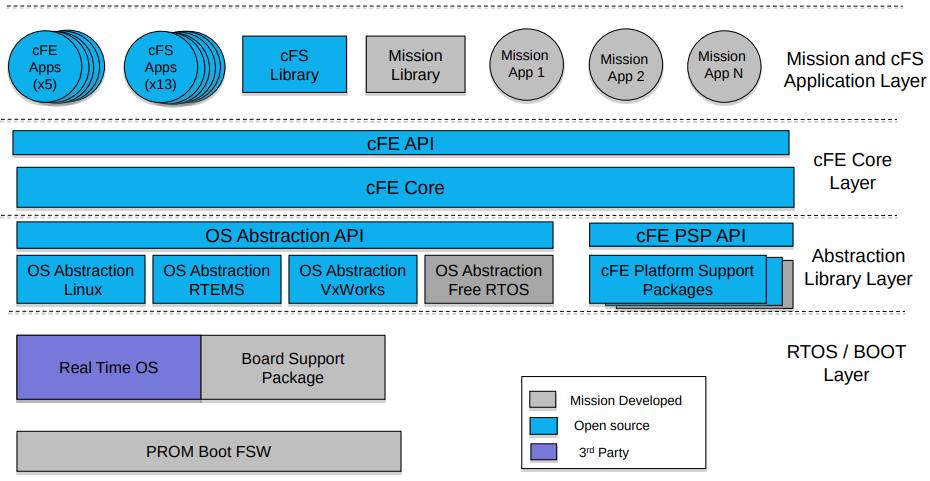 cFE
Apps
(x5)
cFS
Apps
(x13)
cFS
Library
Mission
Library
Mission
App 1
Mission
App 2
Mission
App N
Mission and cFS
Application Layer
cFE API
cFE Core
cFE Core
Layer
OS Abstraction API
cFE PSP API
OS Abstraction
Linux
OS Abstraction
RTEMS
OS Abstraction
VxWorks
OS Abstraction
Free RTOS
cFE Platform Support
Packages
Abstraction
Library Layer
Real Time OS
Board Support
Package
RTOS / BOOT
Layer
PROM Boot FSW
Mission Developed
Open source
3rd Party